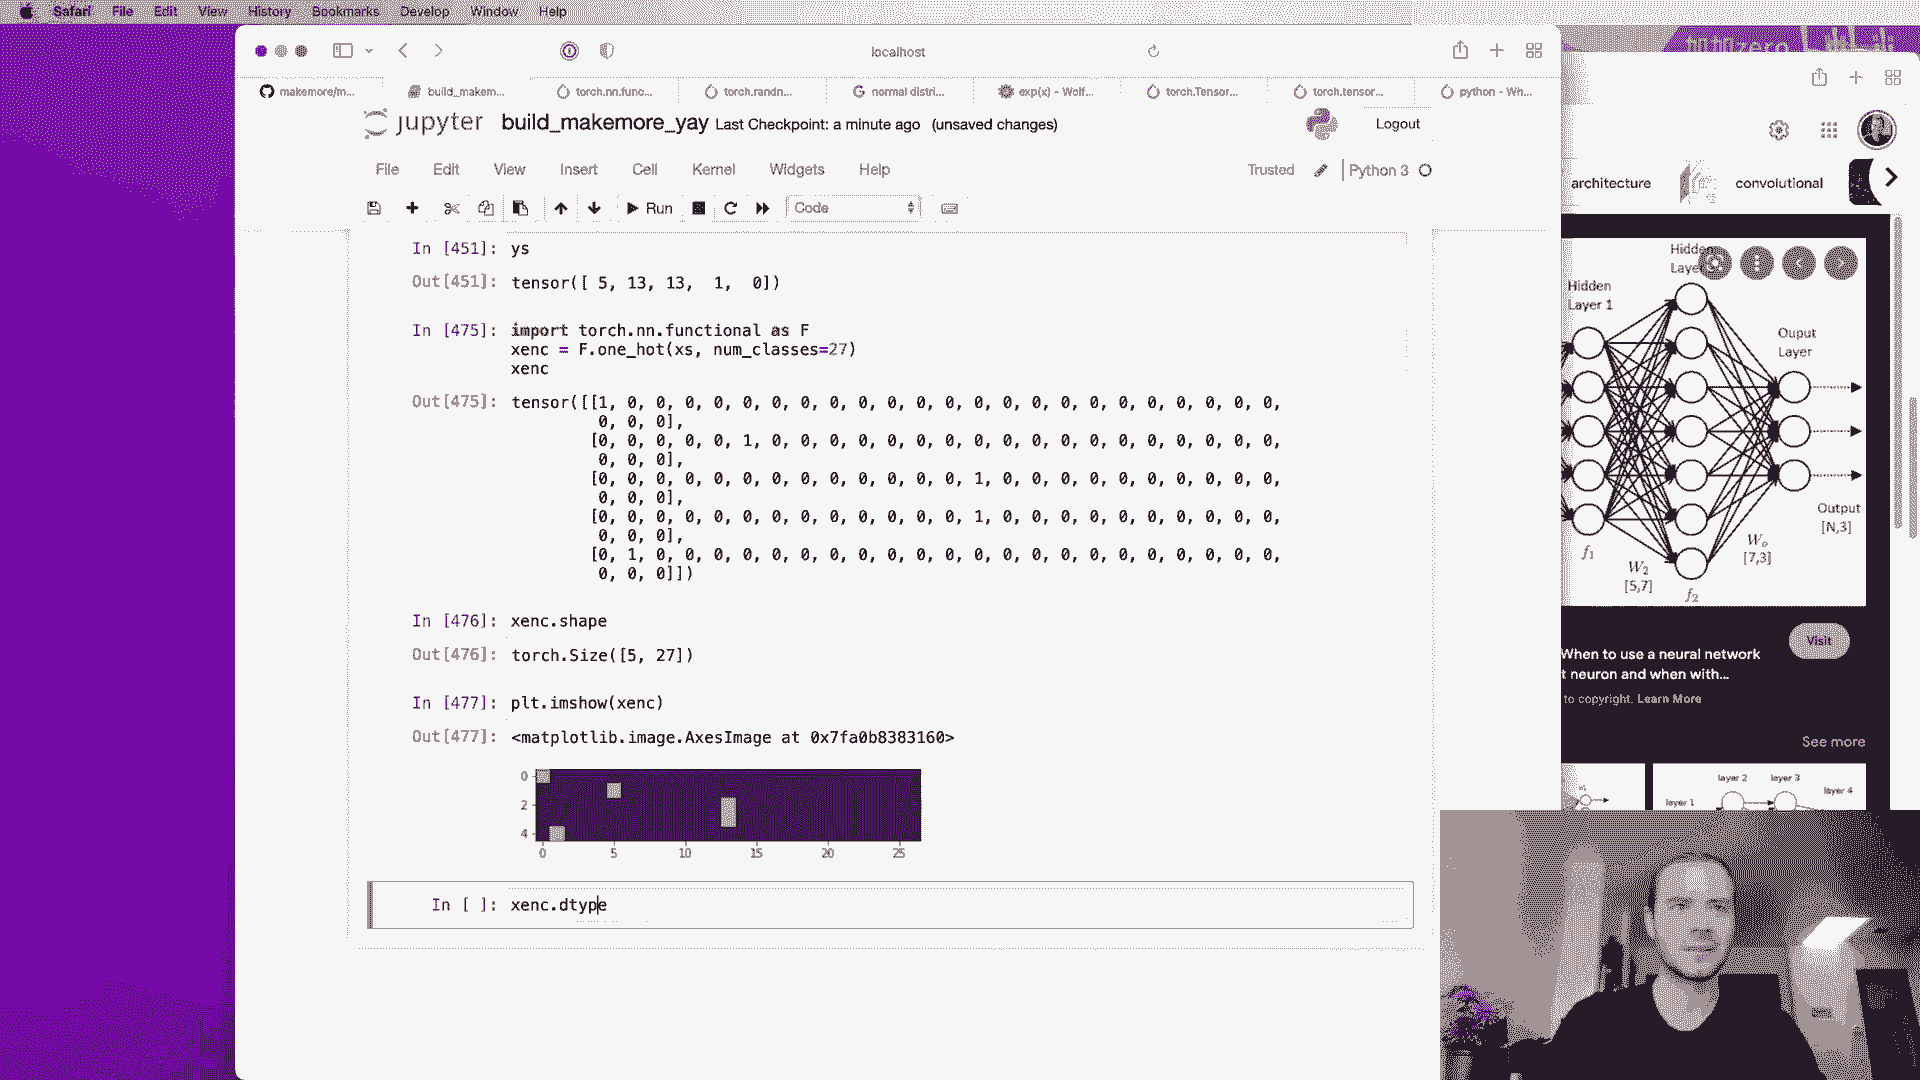 Safari File Edit View History Bookmarks Develop Window Help
localhost
makemore/m... build_makem... torch.nn.func... torch.randn... normal distri... exp(x) - Wolf... torch.Tensor... torch.tensor... python - Wh...
jupyter build_makemore_yay Last Checkpoint: a minute ago (unsaved changes) Logout
File Edit View Insert Cell Kernel Widgets Help Trusted Python 3
Run Code
In [451]: ys
Out[451]: tensor([ 5, 13, 13, 1, 0])
In [475]: import torch.nn.functional as F
xenc = F.one_hot(xs, num_classes=27)
xenc
Out[475]: tensor([[1, 0, 0, 0, 0, 0, 0, 0, 0, 0, 0, 0, 0, 0, 0, 0, 0, 0, 0, 0, 0, 0, 0, 0,
0, 0, 0],
[0, 0, 0, 0, 0, 1, 0, 0, 0, 0, 0, 0, 0, 0, 0, 0, 0, 0, 0, 0, 0, 0, 0, 0,
0, 0, 0],
[0, 0, 0, 0, 0, 0, 0, 0, 0, 0, 0, 0, 0, 1, 0, 0, 0, 0, 0, 0, 0, 0, 0, 0,
0, 0, 0],
[0, 0, 0, 0, 0, 0, 0, 0, 0, 0, 0, 0, 0, 1, 0, 0, 0, 0, 0, 0, 0, 0, 0, 0,
0, 0, 0],
[0, 1, 0, 0, 0, 0, 0, 0, 0, 0, 0, 0, 0, 0, 0, 0, 0, 0, 0, 0, 0, 0, 0, 0,
0, 0, 0]])
In [476]: xenc.shape
Out[476]: torch.Size([5, 27])
In [477]: plt.imshow(xenc)
Out[477]: <matplotlib.image.AxesImage at 0x7fa0b8383160>
0
2
4
0 5 10 15 20 25
In [ ]: xenc.dtype
architecture convolutional
Hidden
Layer 1
Hidden
Layer
Ouput
Layer
Output
[N,3]
f1
W2
[5,7]
f2
Wo
[7,3]
Visit
When to use a neural network
t neuron and when with...
to copyright. Learn More
See more
layer 1
layer 2 layer 3
layer 4